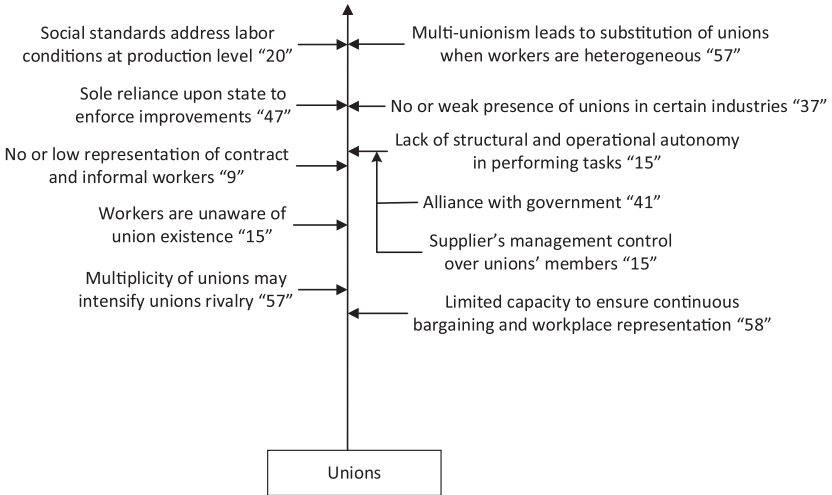 Social standards address labor
conditions at production level “20”
Multi-unionism leads to substitution of unions
when workers are heterogeneous “57”
Sole reliance upon state to
enforce improvements “47”
No or weak presence of unions in certain industries “37”
Lack of structural and operational autonomy
in performing tasks “15”
No or low representation of contract
and informal workers “9”
Alliance with government “41”
Workers are unaware of
union existence “15”
Supplier’s management control
over unions’ members “15”
Multiplicity of unions may
intensify unions rivalry “57”
Limited capacity to ensure continuous
bargaining and workplace representation “58”
Unions